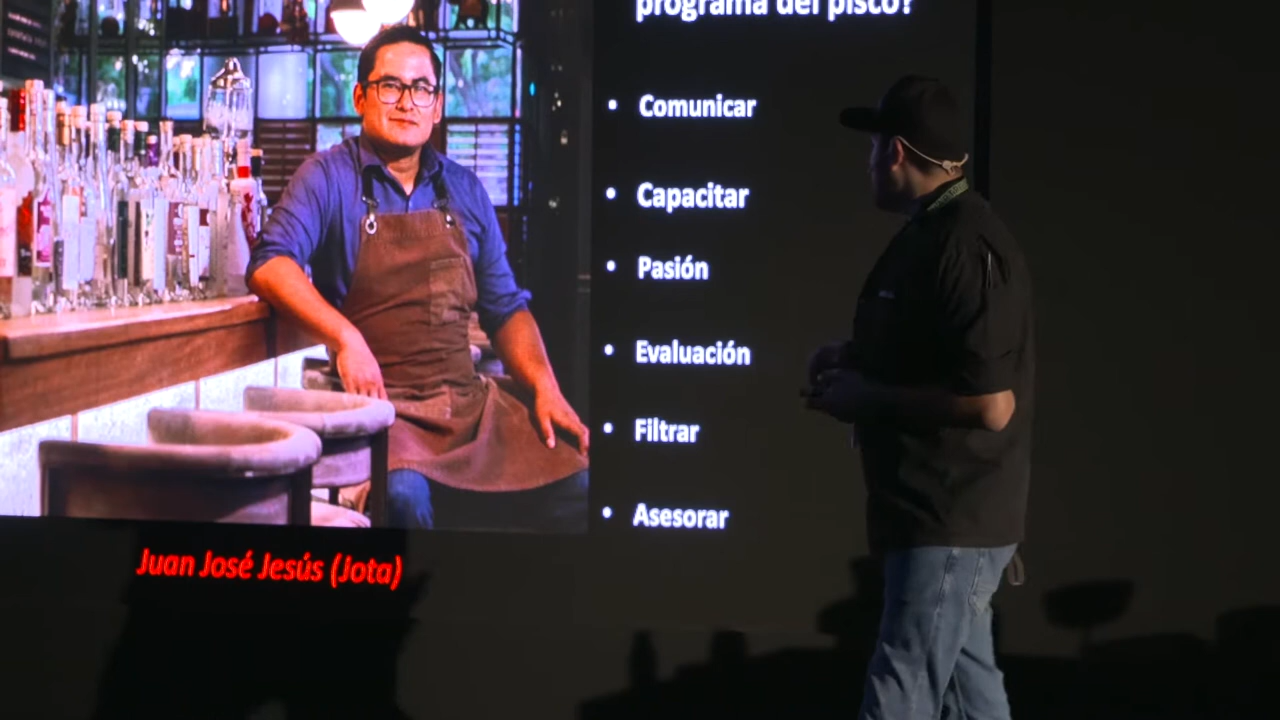 programa del pisco?
• Comunicar
• Capacitar
• Pasión
• Evaluación
• Filtrar
• Asesorar
Juan José Jesús (Jota)